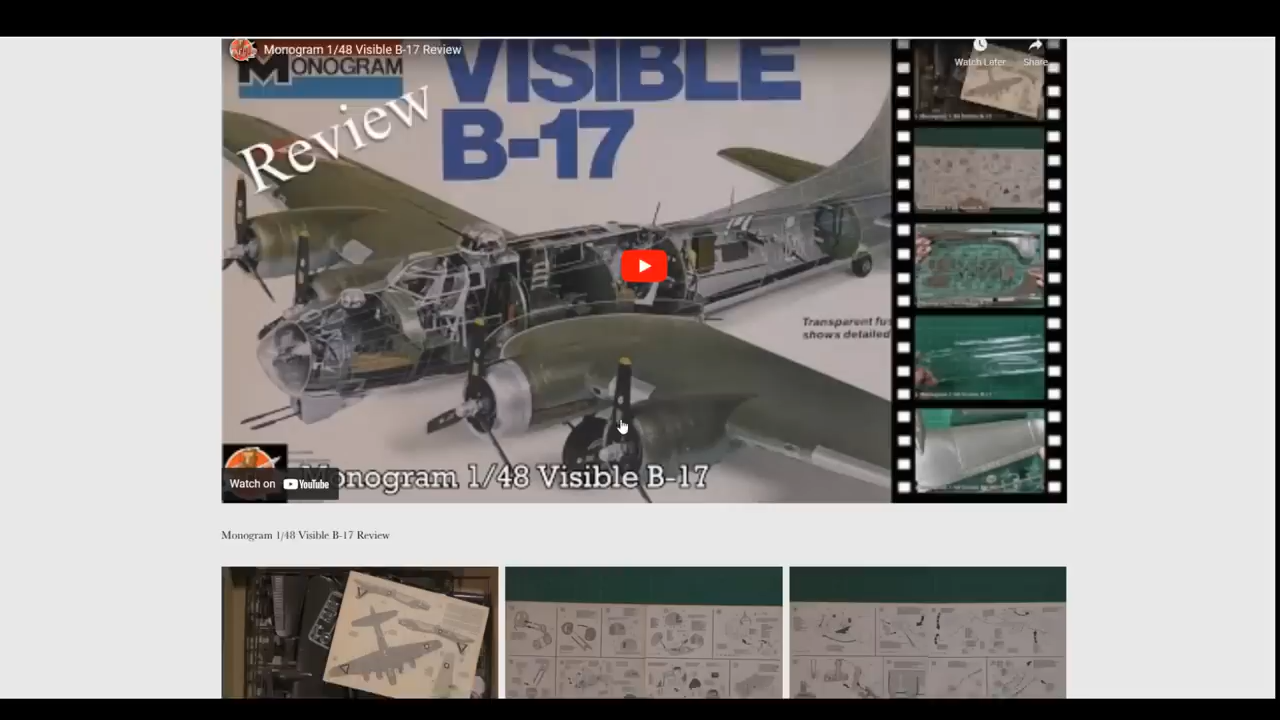 Monogram 1/48 Visible B-17 Review
Watch Later
Share
MONOGRAM
VISIBLE
B-17
Review
Transparent fu
shows detailed
Monogram 1/48 Visible B-17
Watch on YouTube
Monogram 1/48 Visible B-17 Review